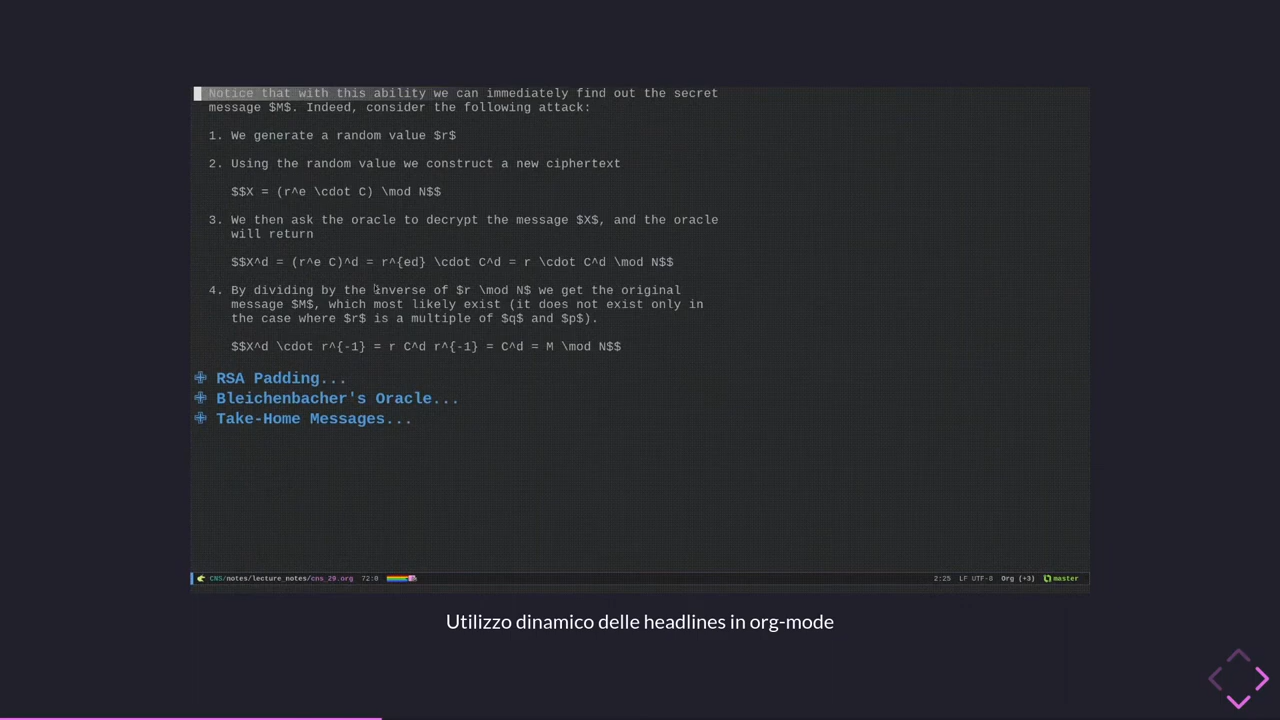 Notice that with this ability we can immediately find out the secret
message $M$. Indeed, consider the following attack:
1. We generate a random value $r$
2. Using the random value we construct a new ciphertext
$$X = (r^e \cdot C) \mod N$$
3. We then ask the oracle to decrypt the message $X$, and the oracle
will return
$$X^d = (r^e C)^d = r^{ed} \cdot C^d = r \cdot C^d \mod N$$
4. By dividing by the inverse of $r \mod N$ we get the original
message $M$, which most likely exist (it does not exist only in
the case where $r$ is a multiple of $q$ and $p$).
$$X^d \cdot r^{-1} = r C^d r^{-1} = C^d = M \mod N$$
RSA Padding...
Bleichenbacher's Oracle...
Take-Home Messages...
CNS/notes/lecture_notes/cns_20.org 72:0 2:25 LF UTF-8 Org (+3) master
Utilizzo dinamico delle headlines in org-mode